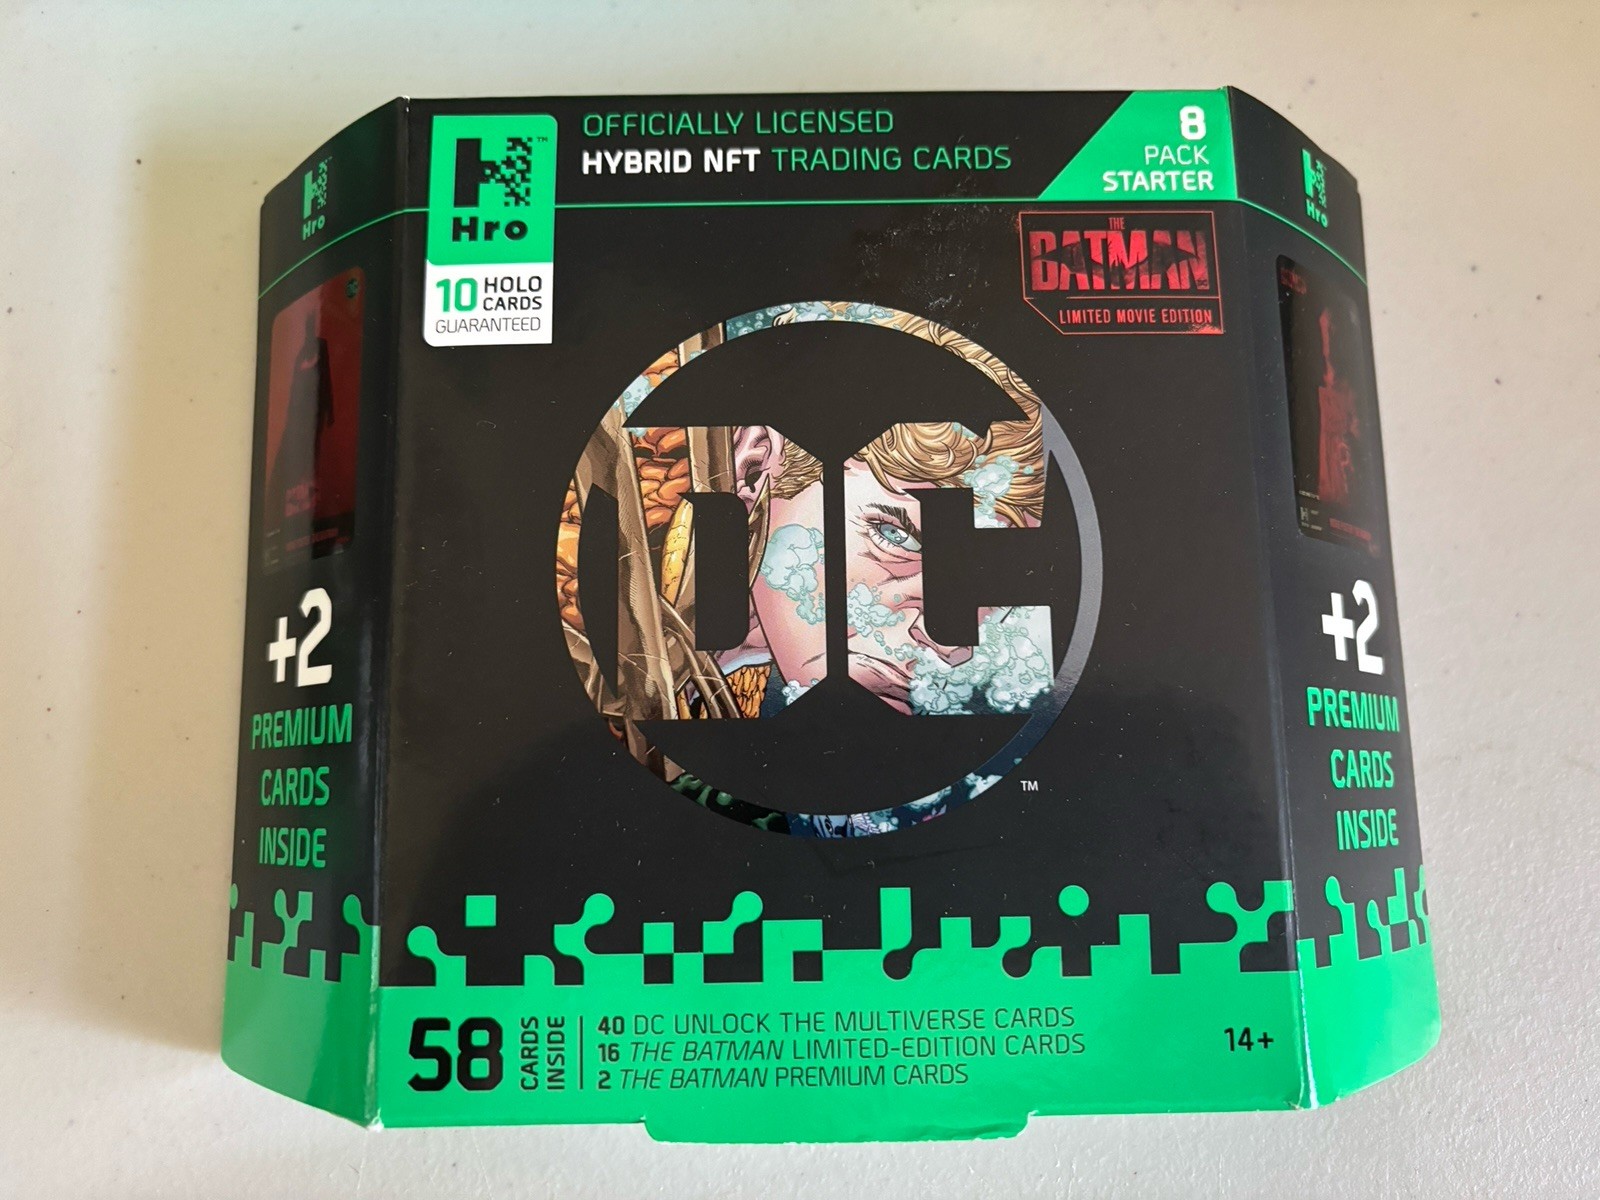 Hro
OFFICIALLY LICENSED
HYBRID NFT TRADING CARDS
8
PACK
STARTER
Hro
10 HOLO
CARDS
GUARANTEED
THE
BATMAN
LIMITED MOVIE EDITION
Hro
DC
TM
+2
PREMIUM
CARDS
INSIDE
+2
PREMIUM
CARDS
INSIDE
58 CARDS
INSIDE
40 DC UNLOCK THE MULTIVERSE CARDS
16 THE BATMAN LIMITED-EDITION CARDS
2 THE BATMAN PREMIUM CARDS
14+